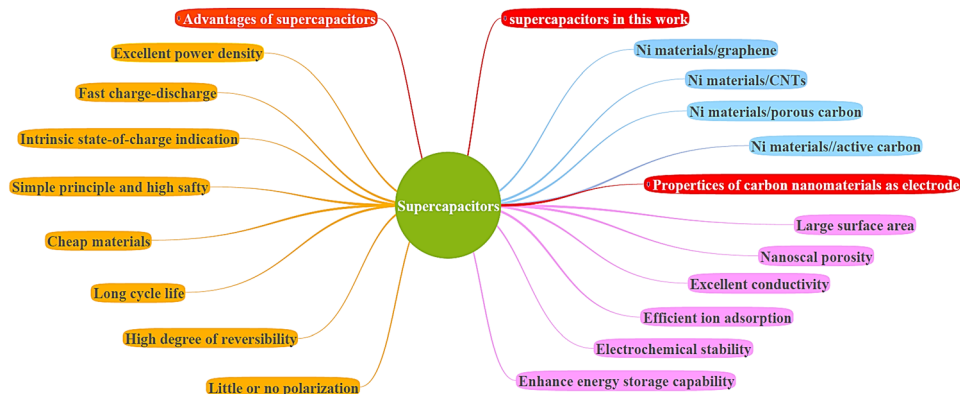 Advantages of supercapacitors
Excellent power density
Fast charge-discharge
Intrinsic state-of-charge indication
Simple principle and high safty
Cheap materials
Long cycle life
High degree of reversibility
Little or no polarization
Supercapacitors
supercapacitors in this work
Ni materials/graphene
Ni materials/CNTs
Ni materials/porous carbon
Ni materials//active carbon
Propertices of carbon nanomaterials as electrode
Large surface area
Nanoscal porosity
Excellent conductivity
Efficient ion adsorption
Electrochemical stability
Enhance energy storage capability